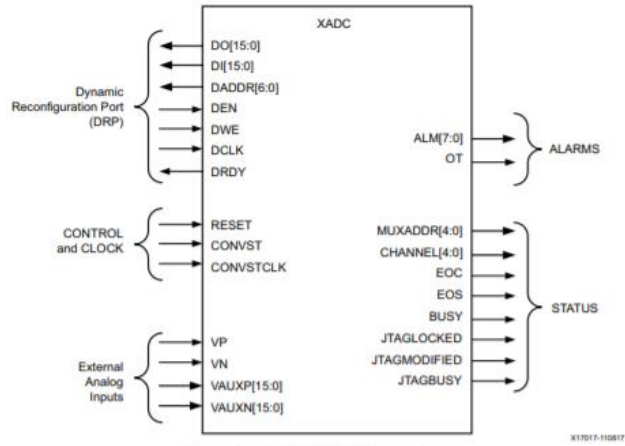 XADC
DO[15:0]
DI[15:0]
DADDR[6:0]
DEN
DWE
DCLK
DRDY
Dynamic
Reconfiguration Port
(DRP)
RESET
CONVST
CONVSTCLK
CONTROL
and CLOCK
VP
VN
VAUXP[15:0]
VAUXN[15:0]
External
Analog
Inputs
ALM[7:0]
OT
ALARMS
MUXADDR[4:0]
CHANNEL[4:0]
EOC
EOS
BUSY
JTAGLOCKED
JTAGMODIFIED
JTAGBUSY
STATUS
X17017-110817